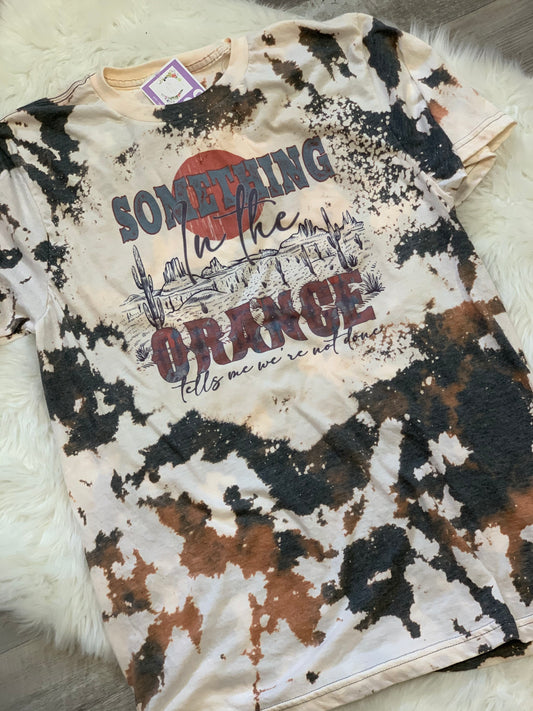 SOMETHING
In the
ORANGE
tells me we're not done